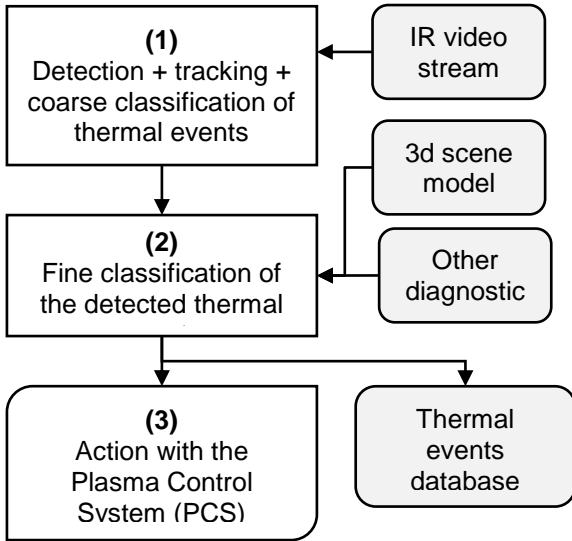 (1)
Detection + tracking +
coarse classification of
thermal events
IR video
stream
3d scene
model
(2)
Fine classification of
the detected thermal
Other
diagnostic
(3)
Action with the
Plasma Control
System (PCS)
Thermal
events
database